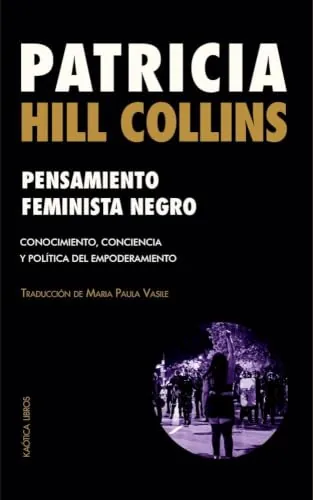 PATRICIA
HILL COLLINS
PENSAMIENTO
FEMINISTA NEGRO
CONOCIMIENTO, CONCIENCIA
Y POLÍTICA DEL EMPODERAMIENTO
TRADUCCIÓN DE MARIA PAULA VASILE
KAÓTICA LIBROS